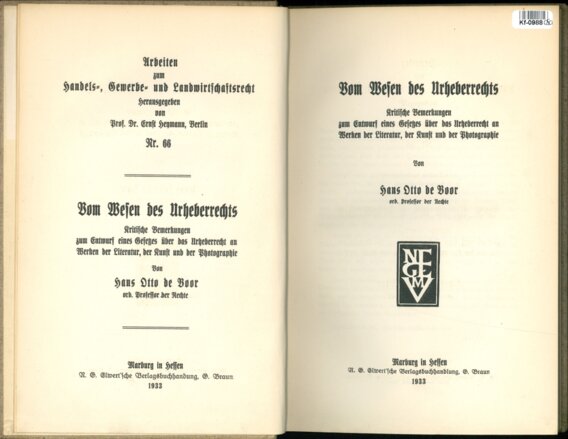 Arbeiten
zum
Handels-, Gewerbe- und Landwirtschaftsrecht
Herausgegeben
von
Prof. Dr. Ernst Heymann, Berlin
Nr. 66
Vom Wesen des Urheberrechts
Kritische Bemerkungen
zum Entwurf eines Gesetzes über das Urheberrecht an
Werken der Literatur, der Kunst und der Photographie
Von
Hans Otto de Boor
ord. Professor der Rechte
Marburg in Hessen
N. G. Elwert'sche Verlagsbuchhandlung, G. Braun
1933
Kf-0988
Vom Wesen des Urheberrechts
Kritische Bemerkungen
zum Entwurf eines Gesetzes über das Urheberrecht an
Werken der Literatur, der Kunst und der Photographie
Von
Hans Otto de Boor
ord. Professor der Rechte
Marburg in Hessen
N. G. Elwert'sche Verlagsbuchhandlung, G. Braun
1933